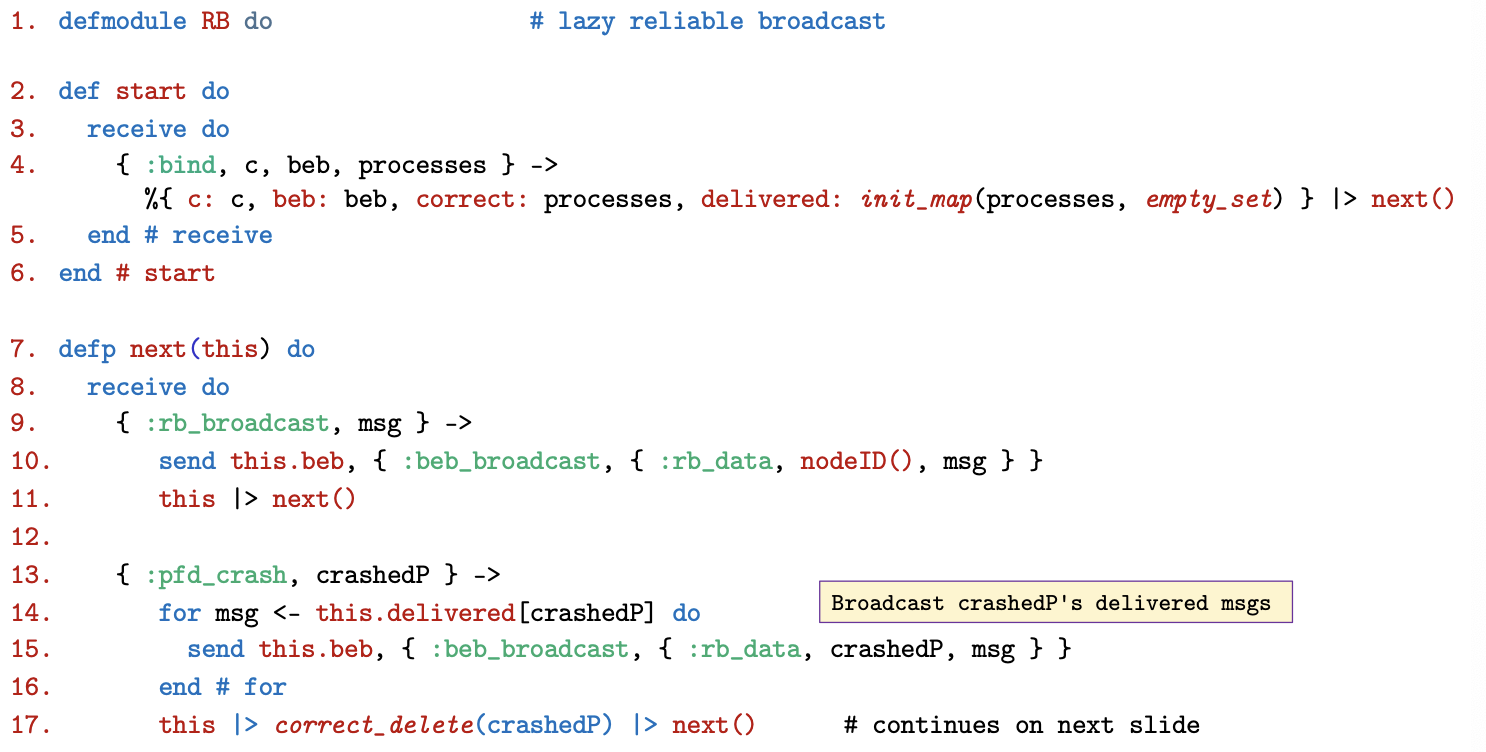 1. defmodule RB do # lazy reliable broadcast
2. def start do
3. receive do
4. { :bind, c, beb, processes } ->
%{ c: c, beb: beb, correct: processes, delivered: init_map(processes, empty_set) } |> next()
5. end # receive
6. end # start
7. defp next(this) do
8. receive do
9. { :rb_broadcast, msg } ->
10. send this.beb, { :beb_broadcast, { :rb_data, nodeID(), msg } }
11. this |> next()
12.
13. { :pfd_crash, crashedP } ->
14. for msg <- this.delivered[crashedP] do
Broadcast crashedP's delivered msgs
15. send this.beb, { :beb_broadcast, { :rb_data, crashedP, msg } }
16. end # for
17. this |> correct_delete(crashedP) |> next() # continues on next slide